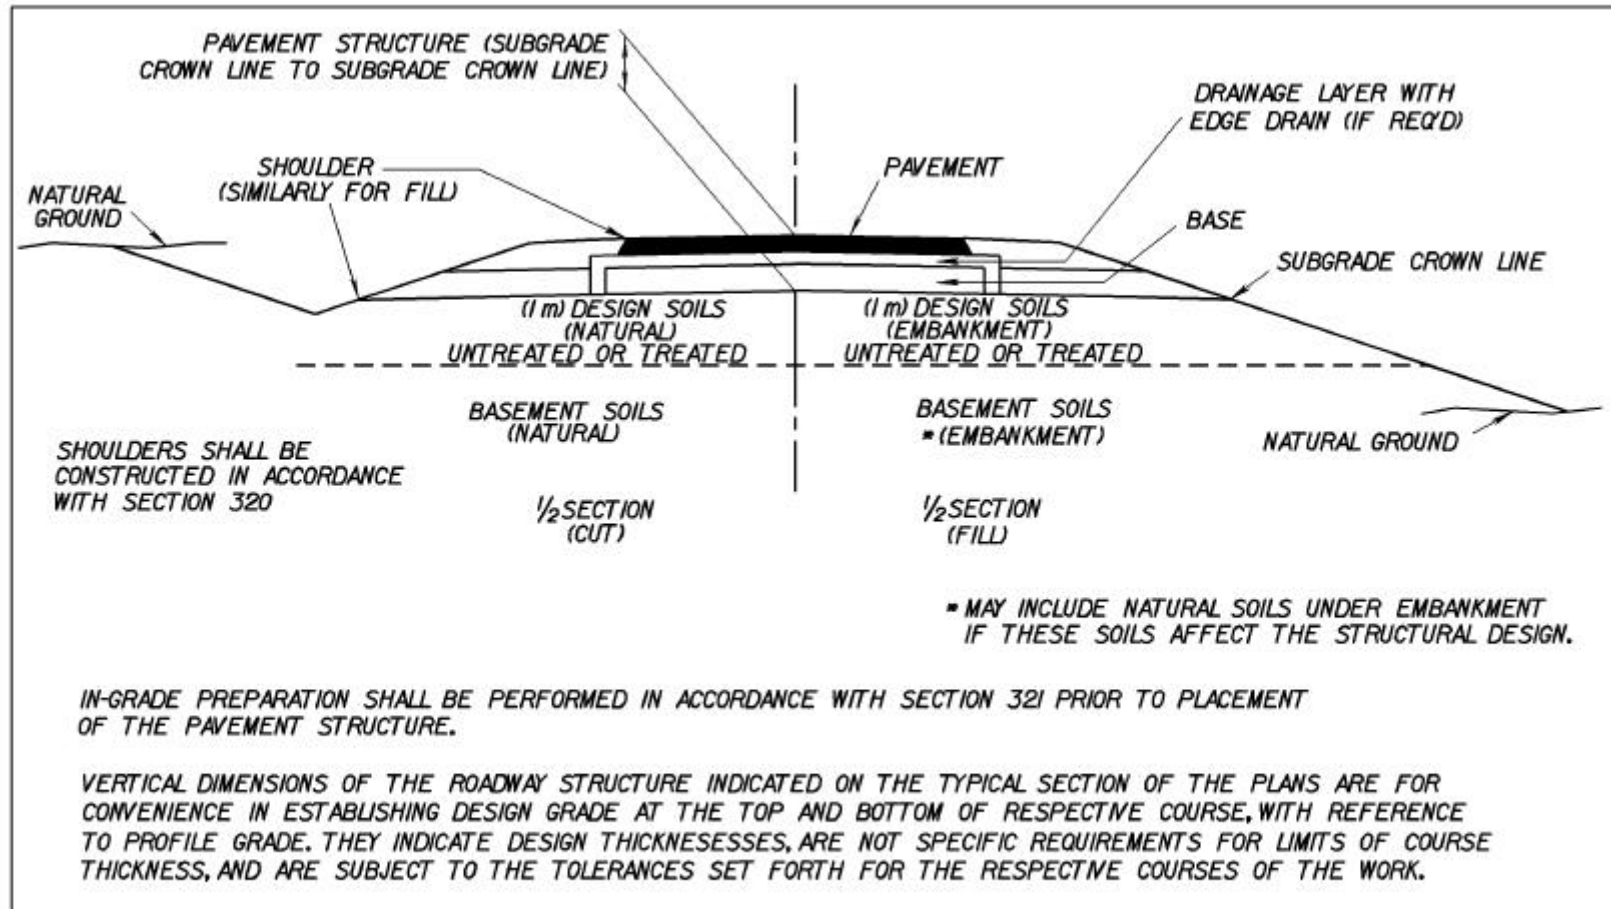 PAVEMENT STRUCTURE (SUBGRADE
CROWN LINE TO SUBGRADE CROWN LINE)
DRAINAGE LAYER WITH
EDGE DRAIN (IF REQ'D)
SHOULDER
(SIMILARLY FOR FILL)
PAVEMENT
NATURAL
GROUND
BASE
SUBGRADE CROWN LINE
(1 m) DESIGN SOILS
(NATURAL)
UNTREATED OR TREATED
(1 m) DESIGN SOILS
(EMBANKMENT)
UNTREATED OR TREATED
BASEMENT SOILS
(NATURAL)
BASEMENT SOILS
* (EMBANKMENT)
NATURAL GROUND
SHOULDERS SHALL BE
CONSTRUCTED IN ACCORDANCE
WITH SECTION 320
½ SECTION
(CUT)
½ SECTION
(FILL)
* MAY INCLUDE NATURAL SOILS UNDER EMBANKMENT
IF THESE SOILS AFFECT THE STRUCTURAL DESIGN.
IN-GRADE PREPARATION SHALL BE PERFORMED IN ACCORDANCE WITH SECTION 321 PRIOR TO PLACEMENT
OF THE PAVEMENT STRUCTURE.
VERTICAL DIMENSIONS OF THE ROADWAY STRUCTURE INDICATED ON THE TYPICAL SECTION OF THE PLANS ARE FOR
CONVENIENCE IN ESTABLISHING DESIGN GRADE AT THE TOP AND BOTTOM OF RESPECTIVE COURSE, WITH REFERENCE
TO PROFILE GRADE. THEY INDICATE DESIGN THICKNESESSES, ARE NOT SPECIFIC REQUIREMENTS FOR LIMITS OF COURSE
THICKNESS, AND ARE SUBJECT TO THE TOLERANCES SET FORTH FOR THE RESPECTIVE COURSES OF THE WORK.